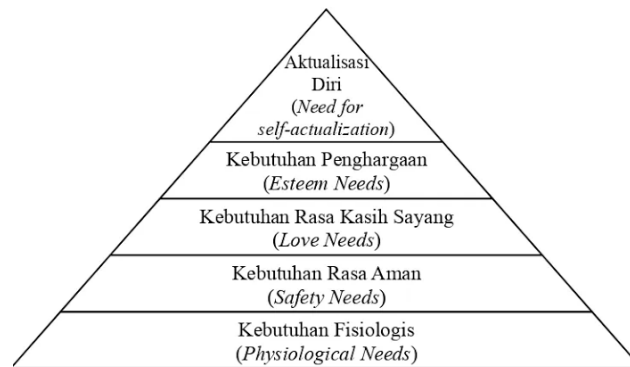 Aktualisasi
Diri
(Need for
self-actualization)
Kebutuhan Penghargaan
(Esteem Needs)
Kebutuhan Rasa Kasih Sayang
(Love Needs)
Kebutuhan Rasa Aman
(Safety Needs)
Kebutuhan Fisiologis
(Physiological Needs)